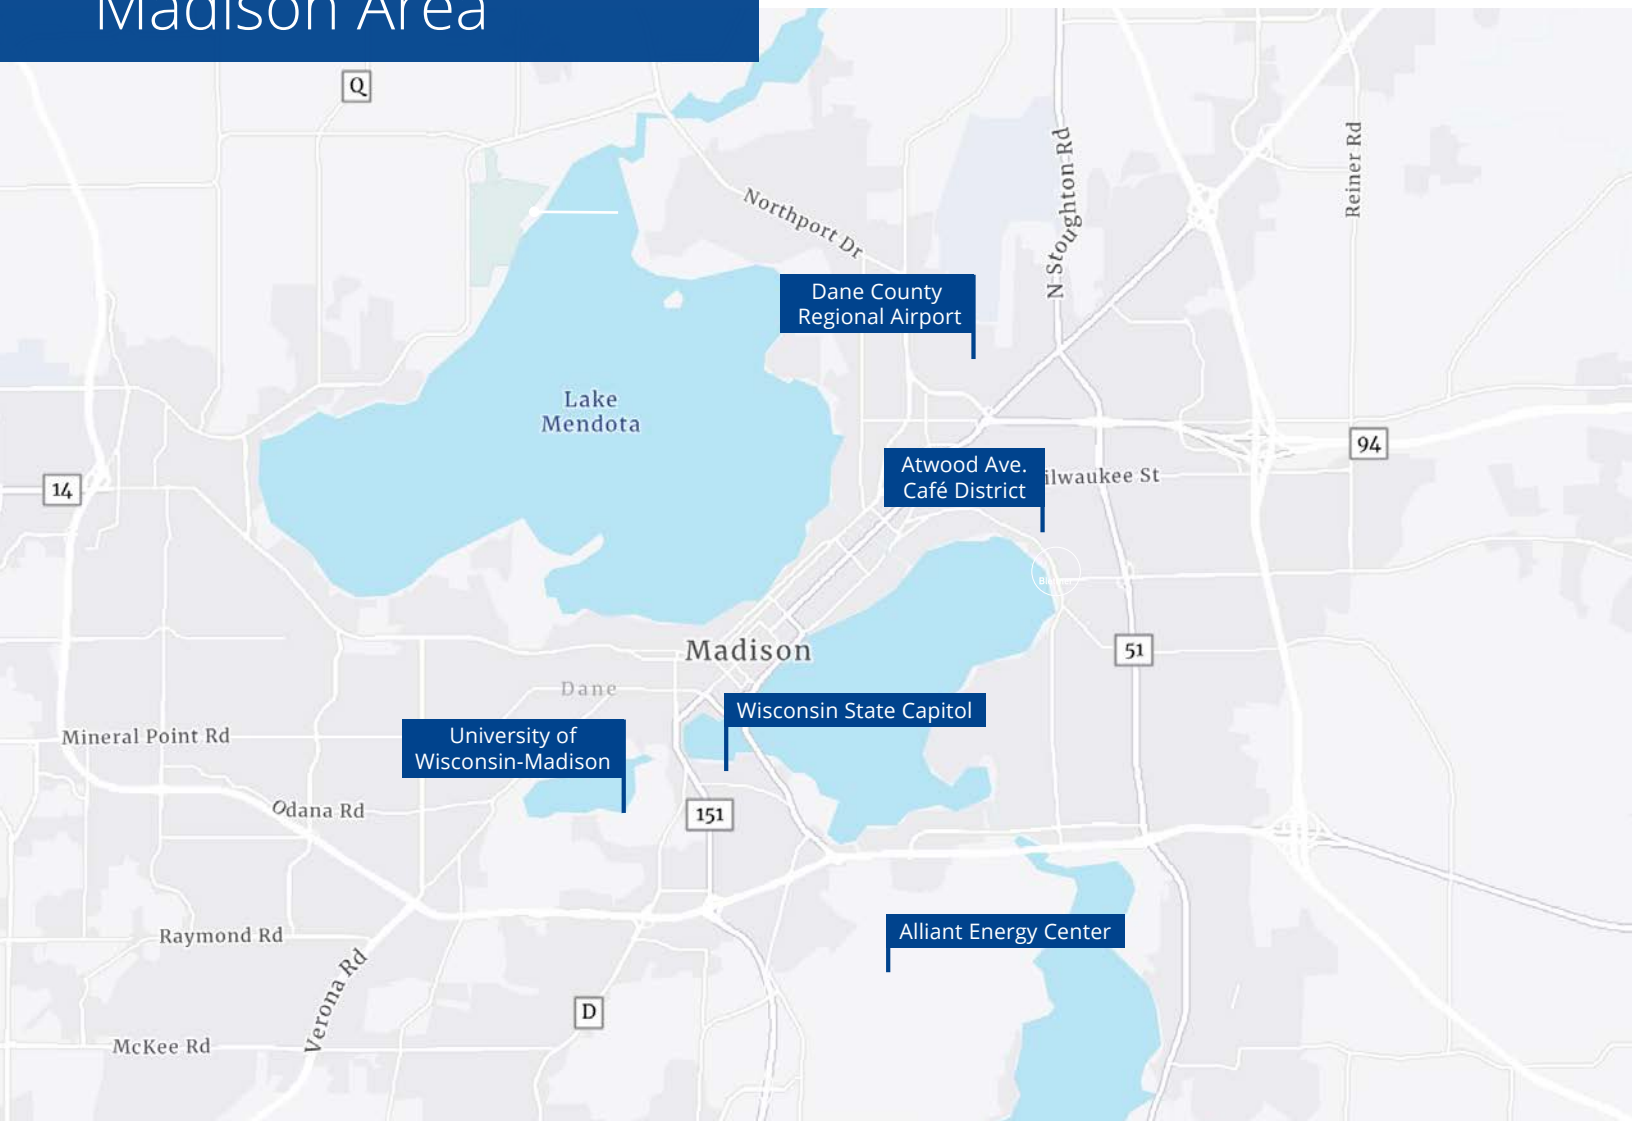 Madison Area
Q
Reiner Rd
N Stoughton Rd
Northport Dr
Dane County
Regional Airport
Lake
Mendota
94
Atwood Ave.
Café District
ilwaukee St
14
51
Madison
Dane
Wisconsin State Capitol
Mineral Point Rd
University of
Wisconsin-Madison
Odana Rd
151
Alliant Energy Center
Raymond Rd
Verona Rd
D
McKee Rd